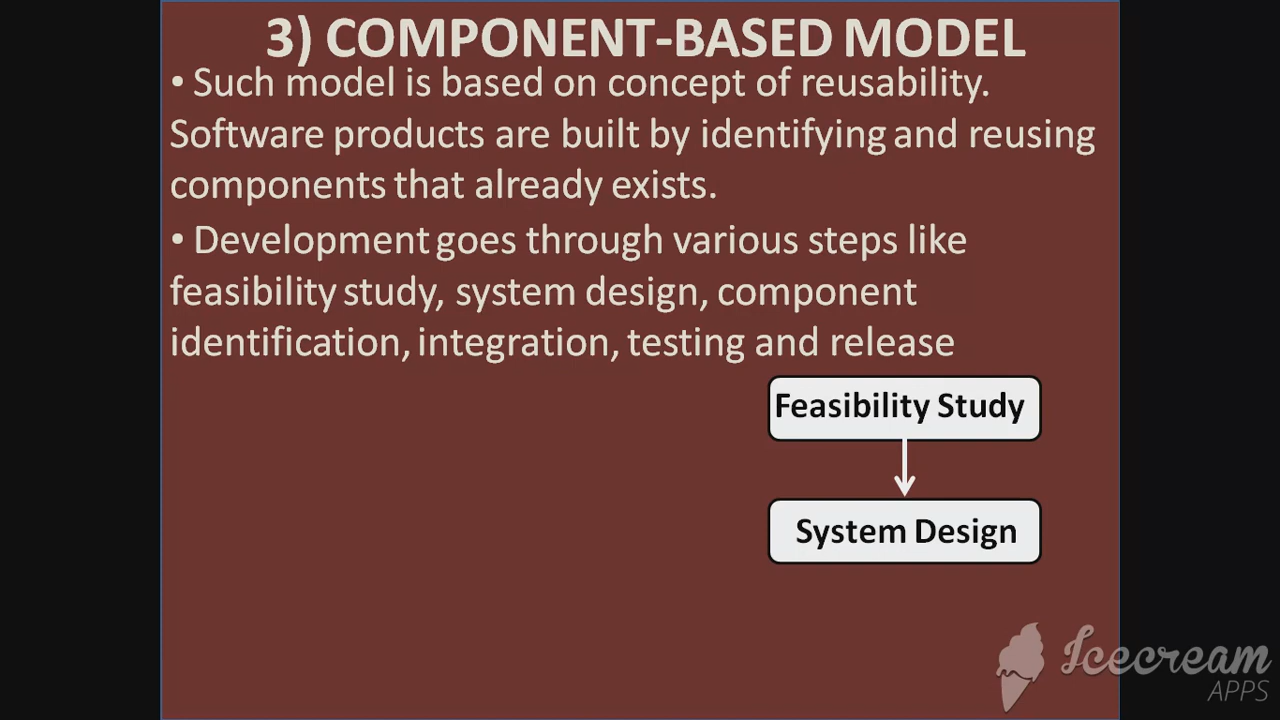 3) COMPONENT-BASED MODEL
• Such model is based on concept of reusability.
Software products are built by identifying and reusing
components that already exists.
• Development goes through various steps like
feasibility study, system design, component
identification, integration, testing and release
Feasibility Study
System Design
Icecream
APPS